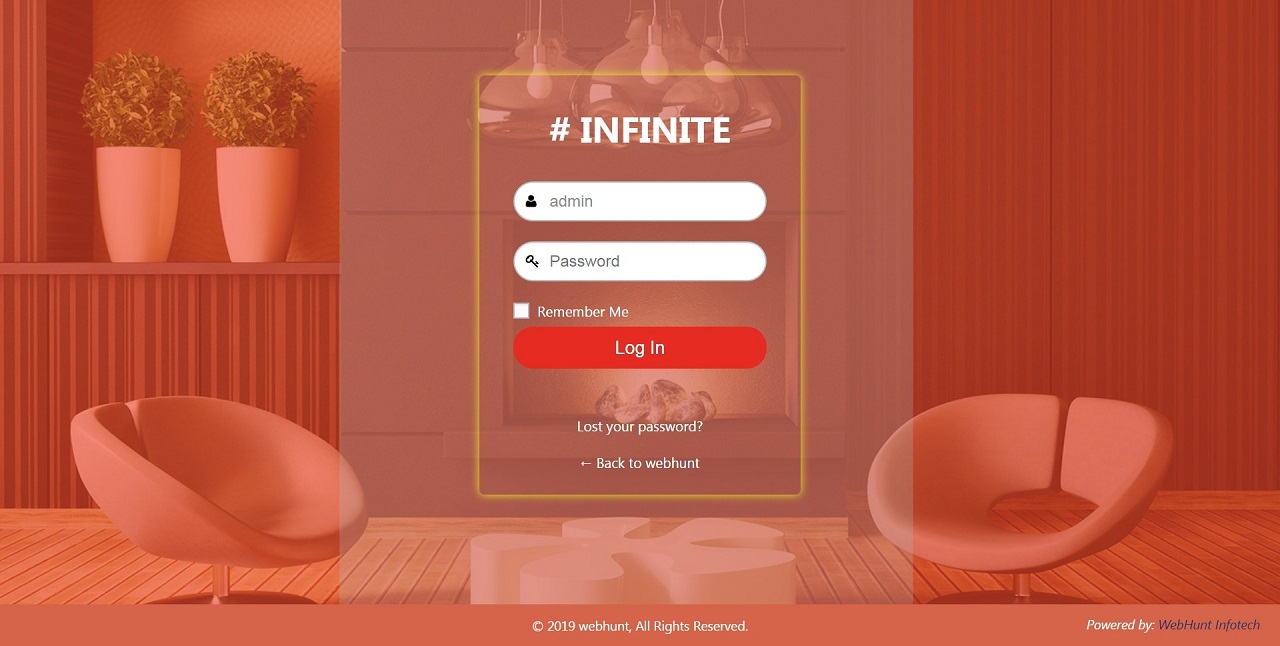 # INFINITE
admin
Password
Remember Me
Log In
Lost your password?
← Back to webhunt
© 2019 webhunt, All Rights Reserved.
Powered by: WebHunt Infotech